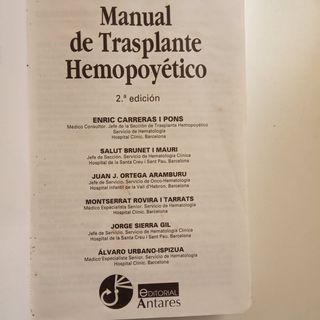 Manual
de Trasplante
Hemopoyético
2.ª edición
ENRIC CARRERAS I PONS
Médico Consultor. Jefe de la Sección de Trasplante Hemopoyético
Servicio de Hematología
Hospital Clínic. Barcelona
SALUT BRUNET I MAURI
Jefe de Sección. Servicio de Hematología Clínica
Hospital de la Santa Creu i Sant Pau. Barcelona
JUAN J. ORTEGA ARAMBURU
Jefe de Servicio. Servicio de Onco-Hematología
Hospital Infantil de la Vall d'Hebron. Barcelona
MONTSERRAT ROVIRA I TARRATS
Médico Especialista Senior. Servicio de Hematología
Hospital Clínic. Barcelona
JORGE SIERRA GIL
Jefe de Servicio. Servicio de Hematología Clínica
Hospital de la Santa Creu i Sant Pau. Barcelona
ÁLVARO URBANO-ISPIZUA
Médico Especialista Senior. Servicio de Hematología
Hospital Clínic. Barcelona
EDITORIAL
Antares